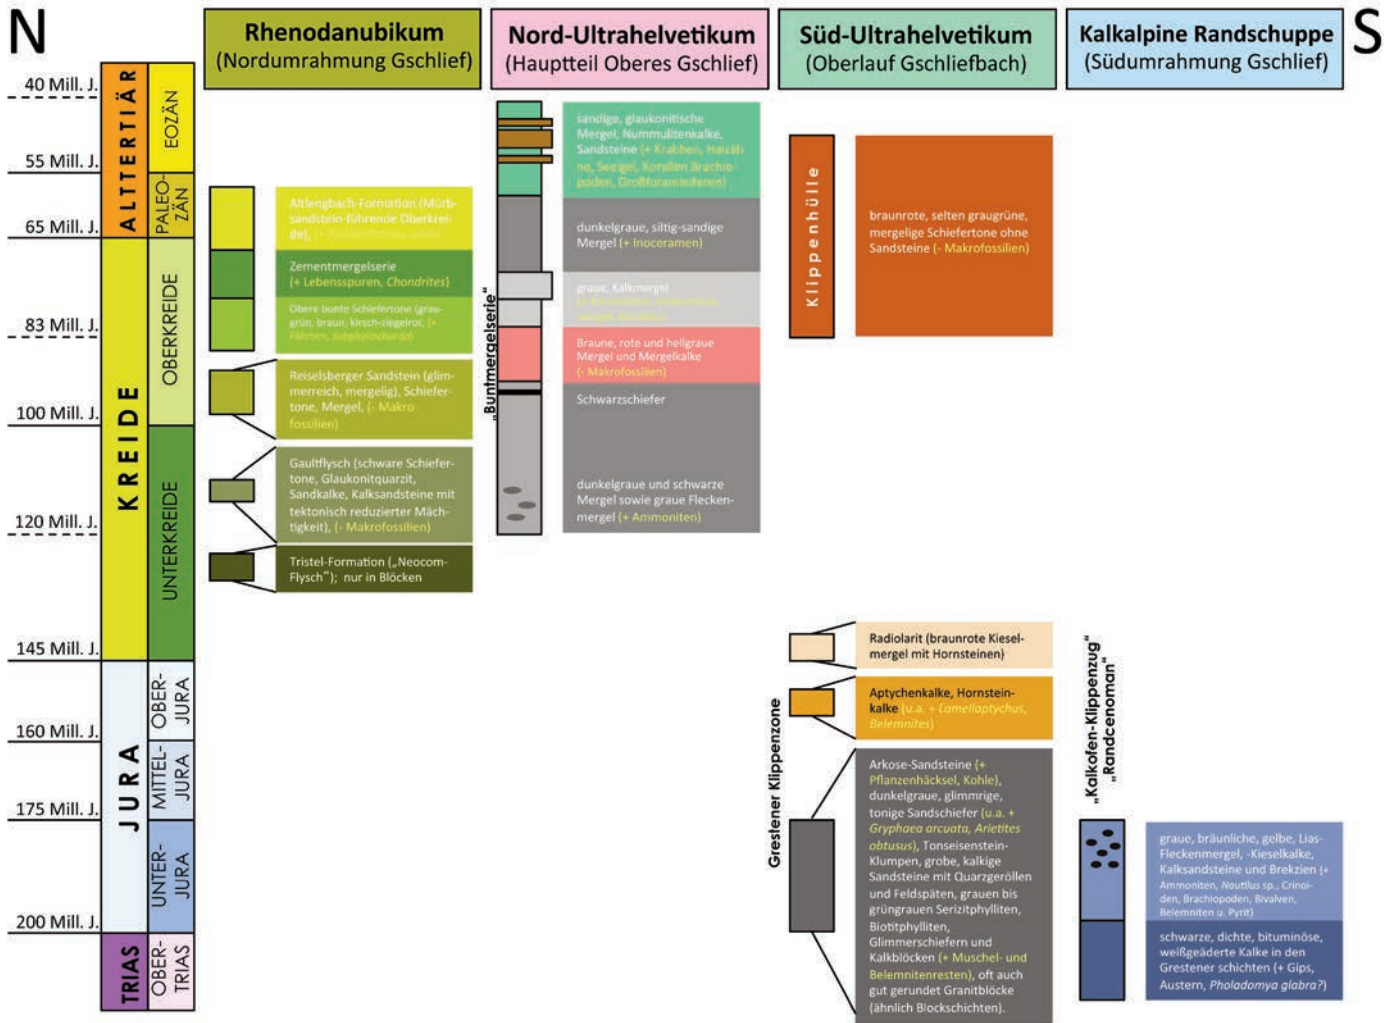 N
S
Rhenodanubikum
(Nordumrahmung Gschlief)
Nord-Ultrahelvetikum
(Hauptteil Oberes Gschlief)
Süd-Ultrahelvetikum
(Oberlauf Gschliefbach)
Kalkalpine Randschuppe
(Südumrahmung Gschlief)
40 Mill. J.
55 Mill. J.
65 Mill. J.
83 Mill. J.
100 Mill. J.
120 Mill. J.
145 Mill. J.
160 Mill. J.
175 Mill. J.
200 Mill. J.
ALTTERTIÄR
KREIDE
JURA
TRIAS
EOZÄN
PALEO-
ZÄN
OBERKREIDE
UNTERKREIDE
OBER-
JURA
MITTEL-
JURA
UNTER-
JURA
OBER-
TRIAS
Altlengbach-Formation (Mürb-
sandstein-führende Oberkrei-
de),
Zementmergelserie
(+ Lebensspuren, Chondrites)
Obere bunte Schiefertone (grau-
grün, braun, kirsch-ziegelrot, (+
Fährten, Subphyllochorda)
Reiselsberger Sandstein (glim-
merreich, mergelig), Schiefer-
tone, Mergel, (- Makro
fossilien)
Gaultflysch (schware Schiefer-
tone, Glaukonitquarzit,
Sandkalke, Kalksandsteine mit
tektonisch reduzierter Mäch-
tigkeit), (- Makrofossilien)
Tristel-Formation („Neocom-
Flysch“); nur in Blöcken
„Buntmergelserie“
sandige, glaukonitische
Mergel, Nummulitenkalke,
Sandsteine (+ Krabben, Haizäh
ne, Seeigel, Korallen Brachio
poden, Großforaminiferen)
dunkelgraue, siltig-sandige
Mergel (+ Inoceramen)
graue, Kalkmergel
Braune, rote und hellgraue
Mergel und Mergelkalke
(- Makrofossilien)
Schwarzschiefer
dunkelgraue und schwarze
Mergel sowie graue Flecken-
mergel (+ Ammoniten)
Klippenhülle
braunrote, selten graugrüne,
mergelige Schiefertone ohne
Sandsteine (- Makrofossilien)
Grestener Klippenzone
Radiolarit (braunrote Kiesel-
mergel mit Hornsteinen)
Aptychenkalke, Hornstein-
kalke (u.a. + Lamellaptychus,
Belemnites)
Arkose-Sandsteine (+
Pflanzenhäcksel, Kohle),
dunkelgraue, glimmrige,
tonige Sandschiefer (u.a. +
Gryphaea arcuata, Arietites
obtusus), Tonseisenstein-
Klumpen, grobe, kalkige
Sandsteine mit Quarzgeröllen
und Feldspäten, grauen bis
grüngrauen Serizitphylliten,
Biotitphylliten,
Glimmerschiefern und
Kalkblöcken (+ Muschel- und
Belemnitenresten), oft auch
gut gerundet Granitblöcke
(ähnlich Blockschichten).
„Kalkofen-Klippenzug“
„Randcenoman“
graue, bräunliche, gelbe, Lias-
Fleckenmergel, -Kieselkalke,
Kalksandsteine und Brekzien (+
Ammoniten, Nautilus sp., Crinoi-
den, Brachiopoden, Bivalven,
Belemniten u. Pyrit)
schwarze, dichte, bituminöse,
weißgeäderte Kalke in den
Grestener schichten (+ Gips,
Austern, Pholadomya glabra?)